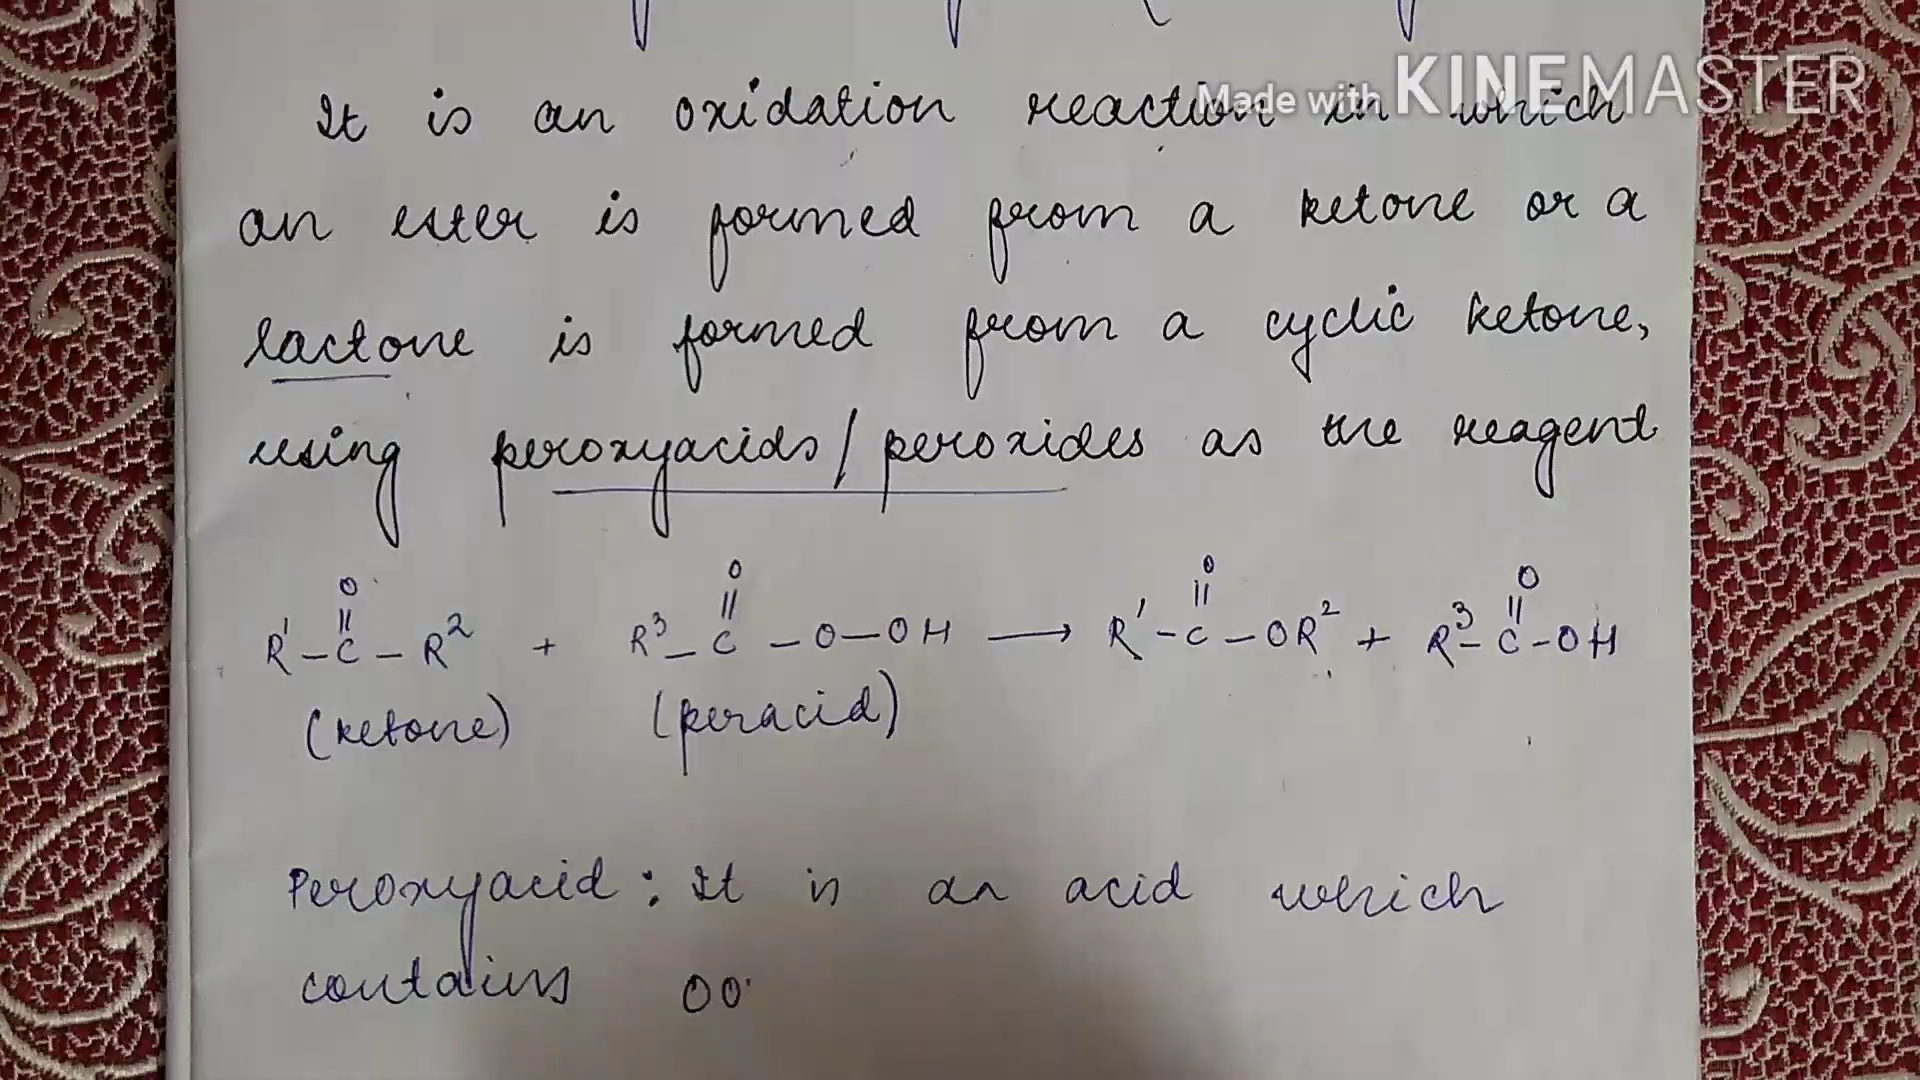 Made with KINEMASTER
It is an oxidation reaction in which
an ester is formed from a ketone or a
lactone is formed from a cyclic ketone,
using peroxyacids/peroxides as the reagent
O O O O
|| || || ||
R¹-C-R² + R³-C-O-OH ⟶ R'-C-OR² + R³-C-OH
(ketone) (peracid)
Peroxyacid: It is an acid which
contains OO